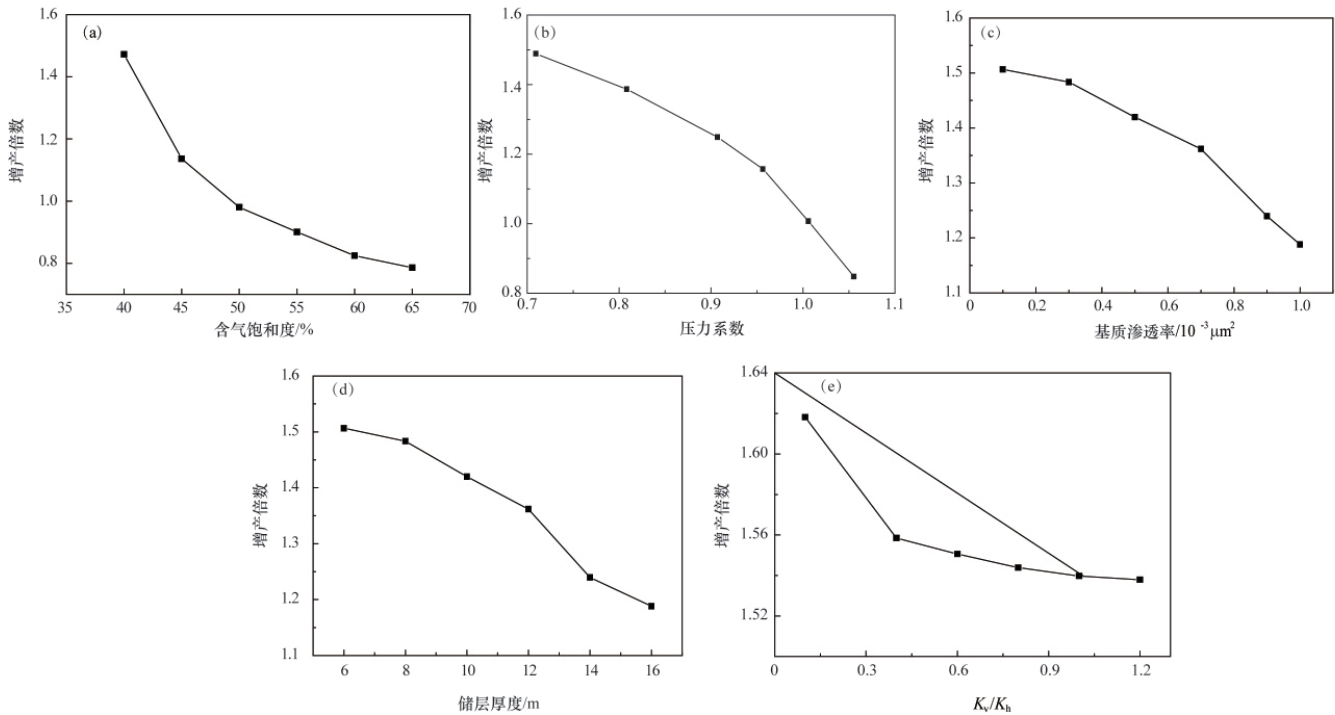 (a)
1.6
1.4
1.2
1.0
0.8
增产倍数
35 40 45 50 55 60 65 70
含气饱和度/%
(b)
1.6
1.4
1.2
1.0
0.8
增产倍数
0.7 0.8 0.9 1.0 1.1
压力系数
(c)
1.6
1.5
1.4
1.3
1.2
1.1
增产倍数
0 0.2 0.4 0.6 0.8 1.0
基质渗透率/10⁻³μm²
(d)
1.6
1.5
1.4
1.3
1.2
1.1
增产倍数
6 8 10 12 14 16
储层厚度/m
(e)
1.64
1.60
1.56
1.52
增产倍数
0 0.3 0.6 0.9 1.2
Kv/Kh